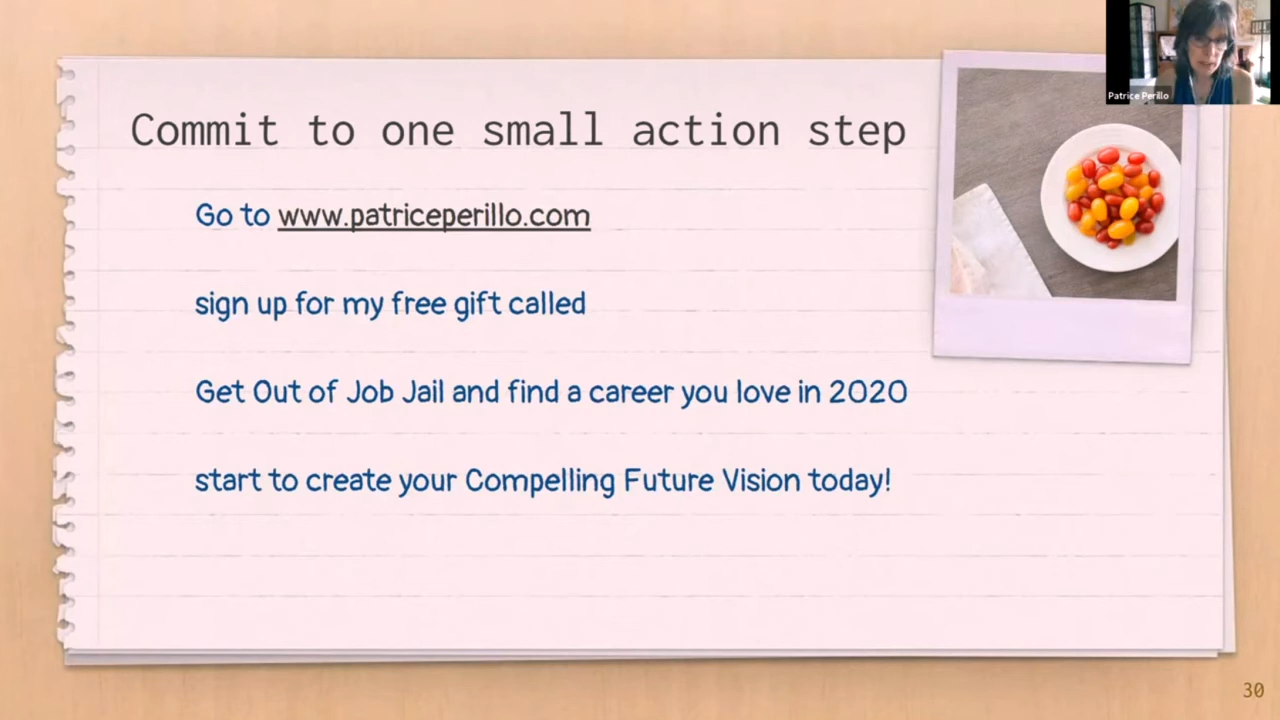 Patrice Perillo
Commit to one small action step
Go to www.patriceperillo.com
sign up for my free gift called
Get Out of Job Jail and find a career you love in 2020
start to create your Compelling Future Vision today!
30